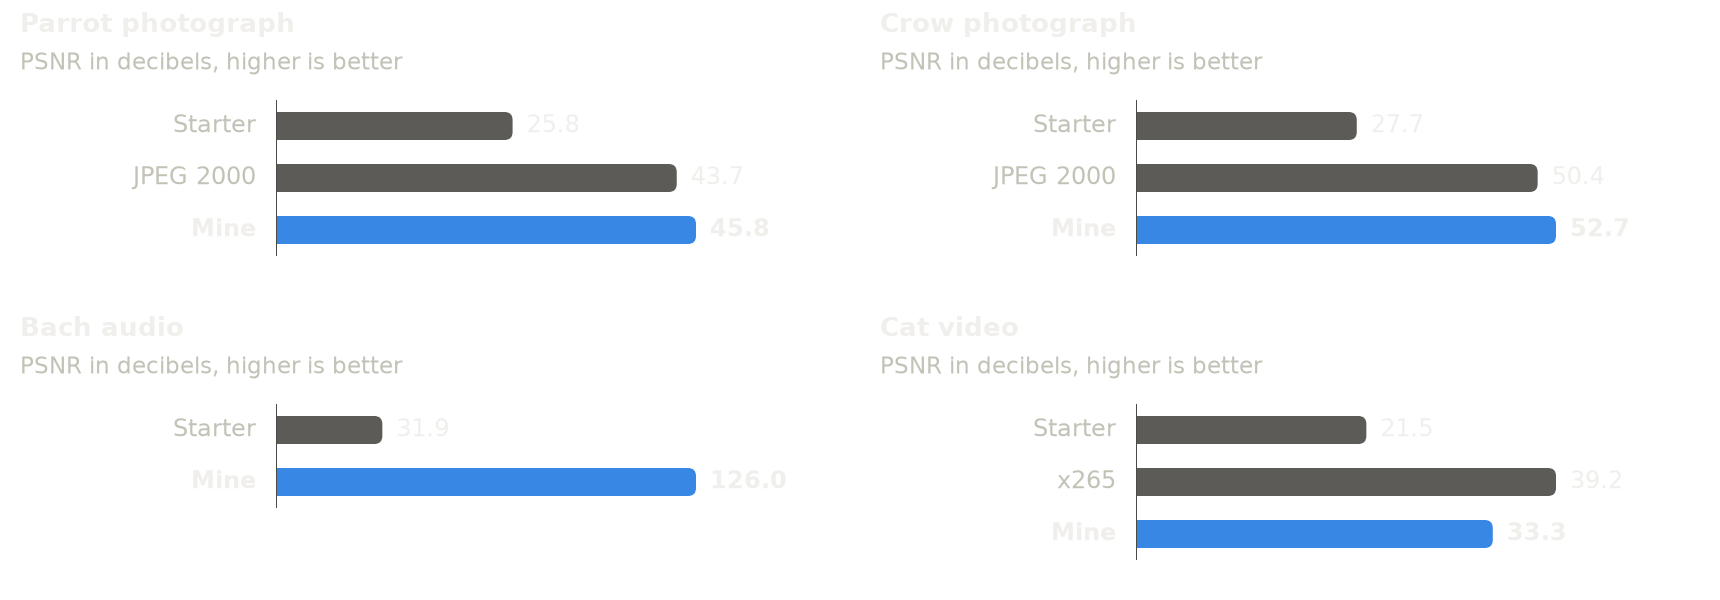 Parrot photograph
PSNR in decibels, higher is better
Starter 25.8
JPEG 2000 43.7
Mine 45.8
Crow photograph
PSNR in decibels, higher is better
Starter 27.7
JPEG 2000 50.4
Mine 52.7
Bach audio
PSNR in decibels, higher is better
Starter 31.9
Mine 126.0
Cat video
PSNR in decibels, higher is better
Starter 21.5
x265 39.2
Mine 33.3